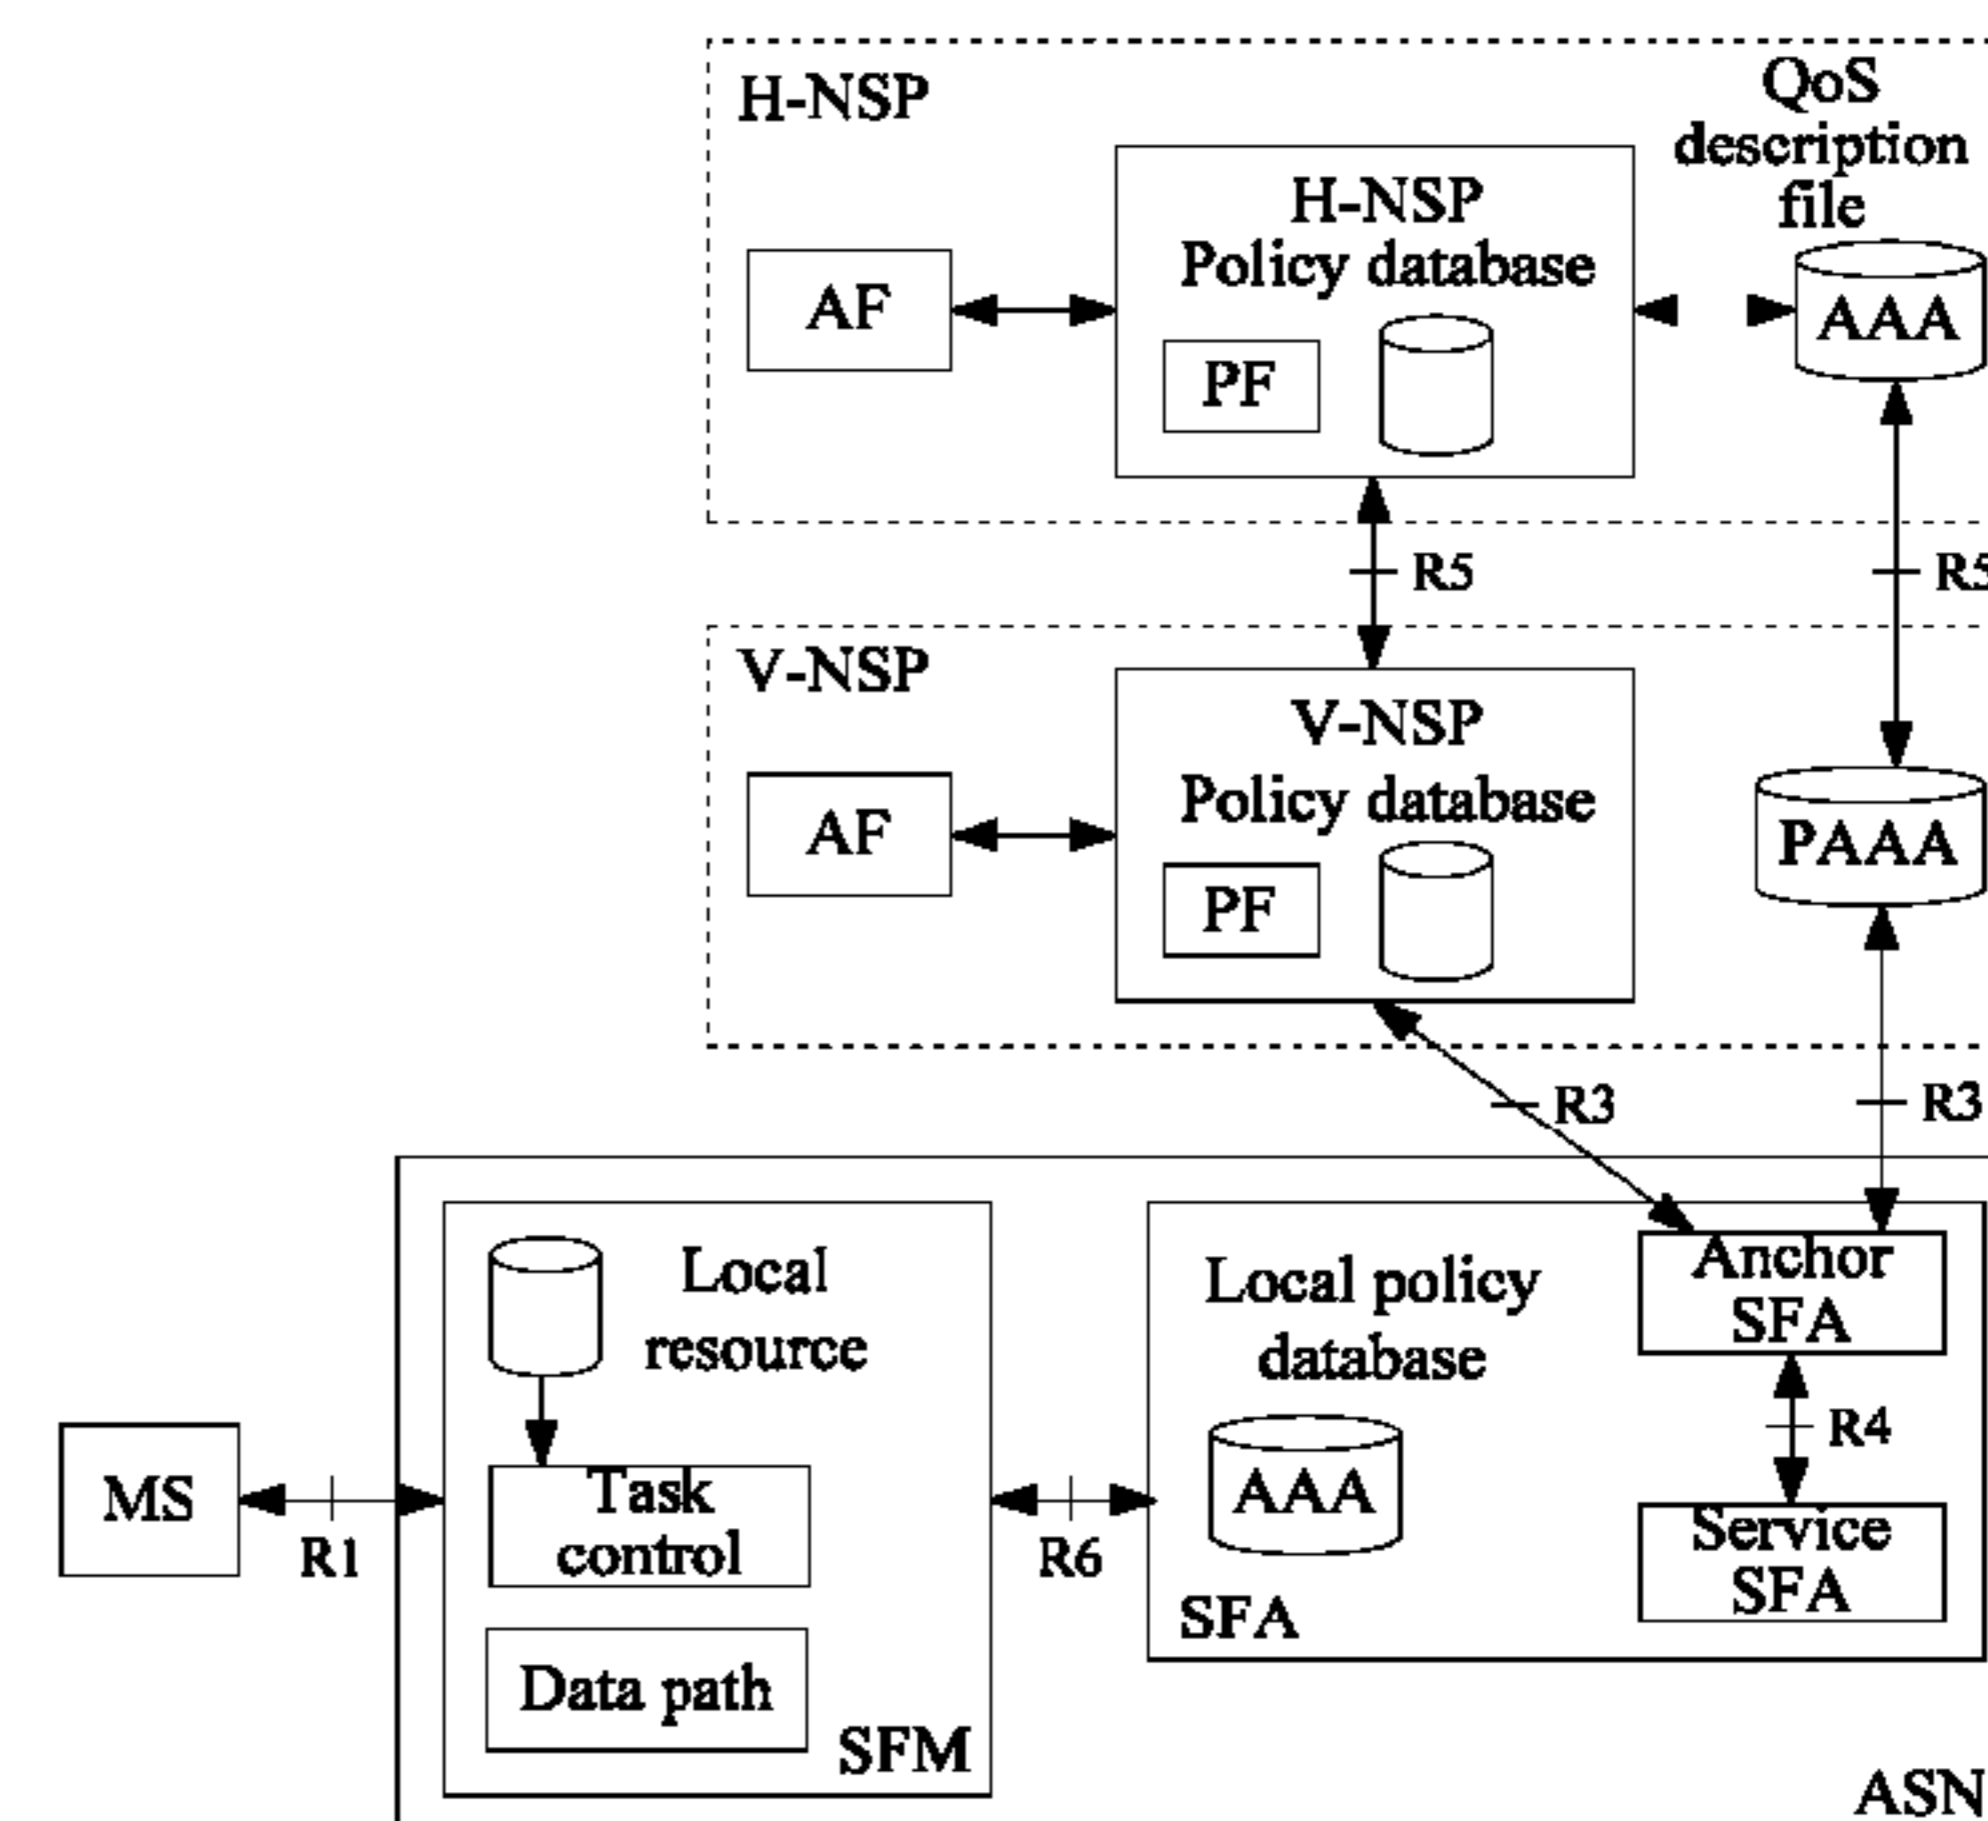 H-NSP
QoS
description
file
H-NSP
Policy database
AF
PF
AAA
R5
R5
V-NSP
V-NSP
Policy database
AF
PF
PAAA
R3
R3
Local
resource
Local policy
database
Anchor
SFA
R4
MS
R1
Task
control
R6
AAA
Service
SFA
SFA
Data path
SFM
ASN